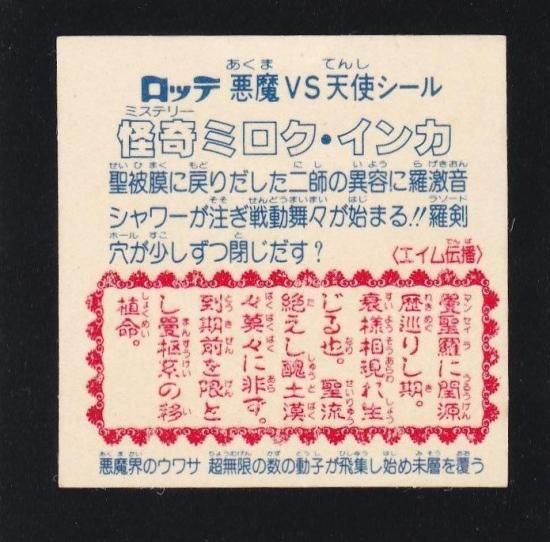 ロッテ 悪魔VS天使シール
怪奇ミロク・インカ
聖被膜に戻りだした二師の異容に羅激音
シャワーが注ぎ戦動舞々が始まる!!羅剣
穴が少しずつ閉じだす?
〈エイム伝播〉
聖羅に閏源
歴巡りし期。
衰様相現れ生
じる也。聖流
絶えし醜土漠
々莫々に非ず。
到期前を限と
し曼枢系の移
植命。
悪魔界のウワサ 超無限の数の動子が飛集し始め未層を覆う